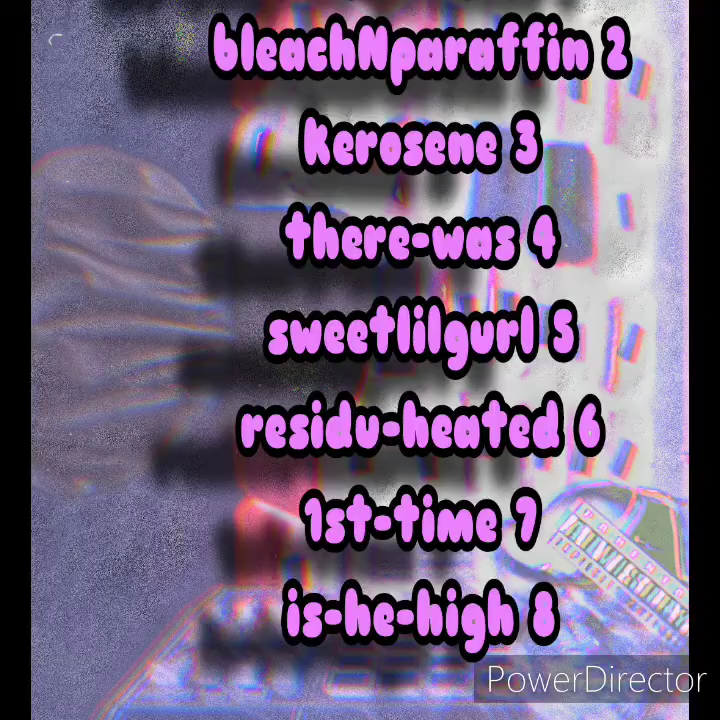 bleachNparaffin 2
kerosene 3
there-was 4
sweetlilgurl 5
residu-heated 6
1st-time 7
is-he-high 8
PowerDirector